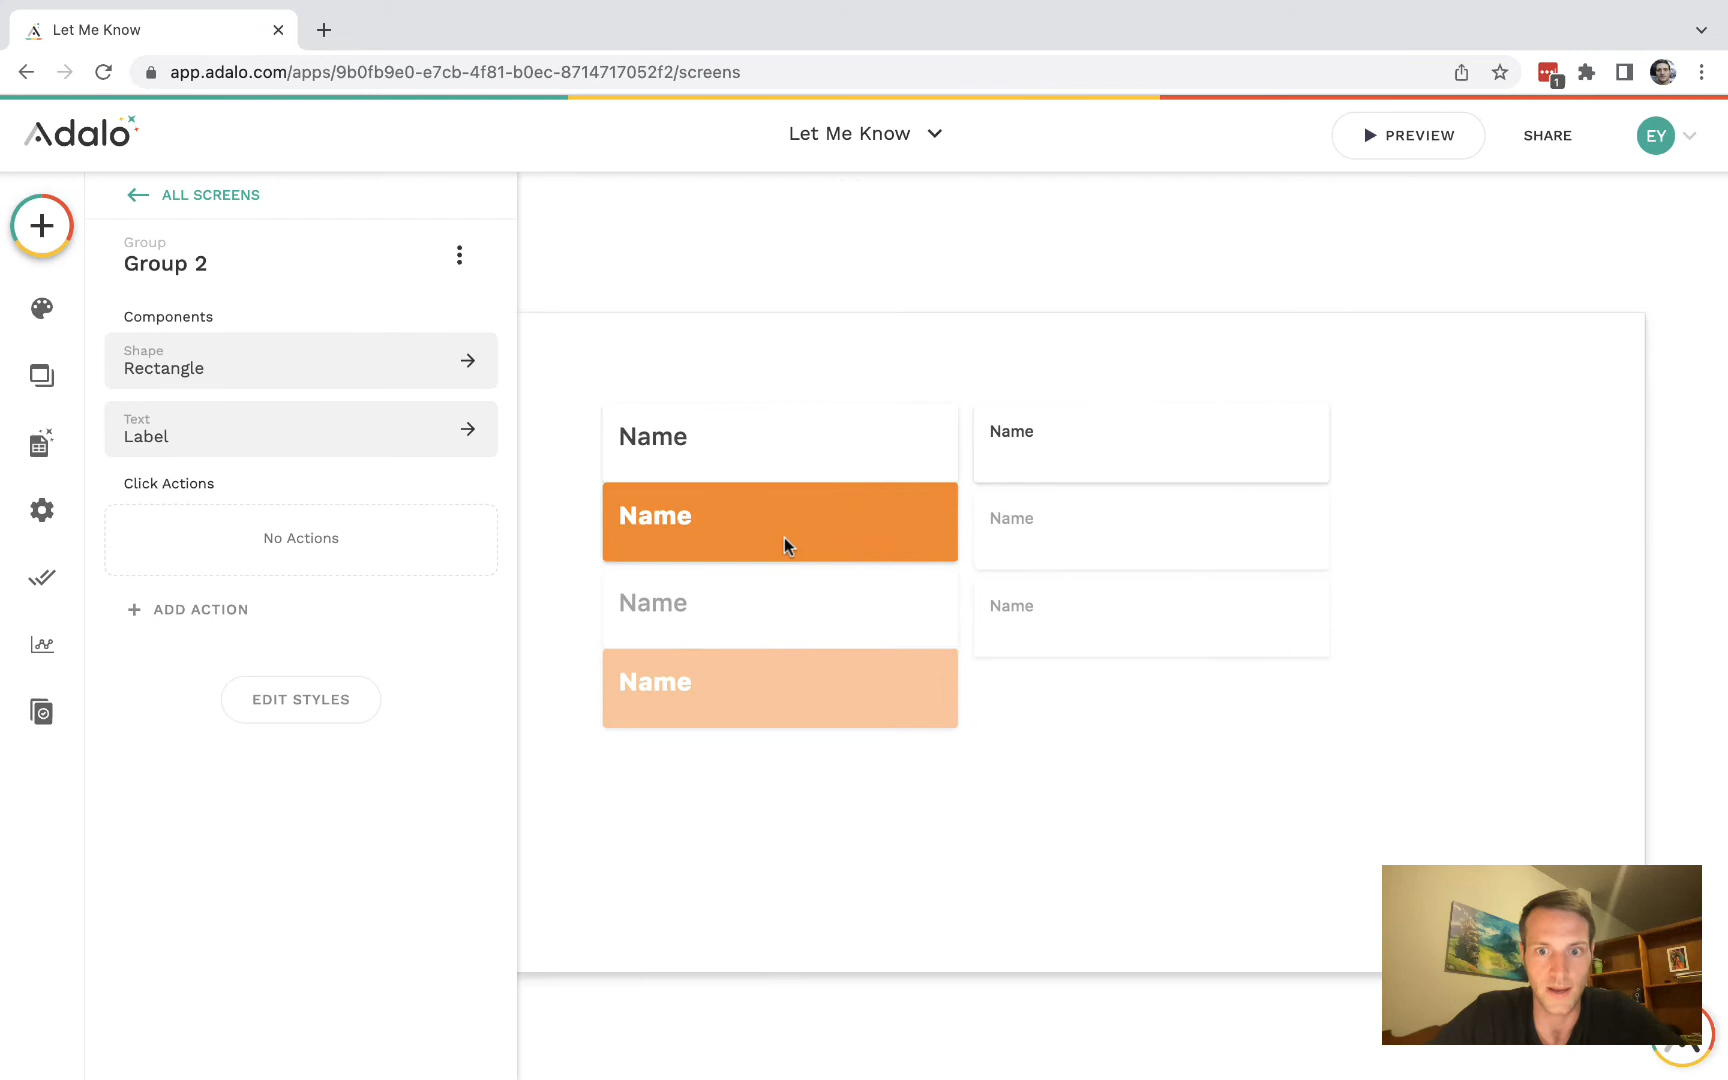 Let Me Know
app.adalo.com/apps/9b0fb9e0-e7cb-4f81-b0ec-8714717052f2/screens
1
Adalo
Let Me Know
PREVIEW
SHARE
EY
ALL SCREENS
Group
Group 2
Components
Shape
Rectangle
Text
Label
Click Actions
No Actions
+ ADD ACTION
EDIT STYLES
Name
Name
Name
Name
Name
Name
Name